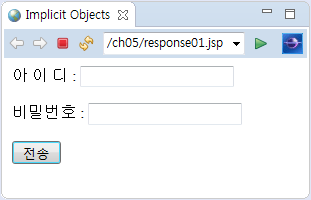 Implicit Objects
/ch05/response01.jsp
아 이 디 :
비밀번호 :
전송